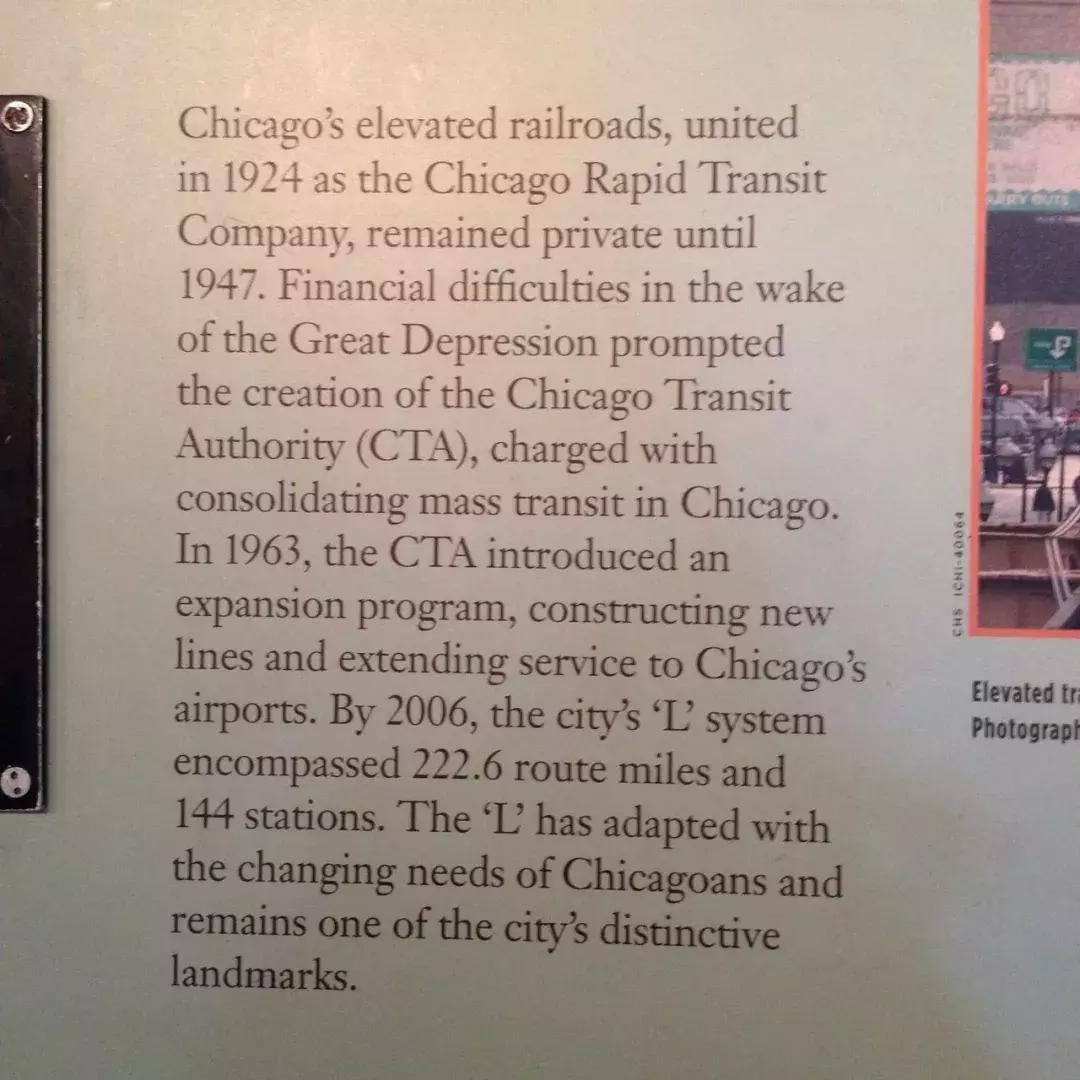 Chicago’s elevated railroads, united
in 1924 as the Chicago Rapid Transit
Company, remained private until
1947. Financial difficulties in the wake
of the Great Depression prompted
the creation of the Chicago Transit
Authority (CTA), charged with
consolidating mass transit in Chicago.
In 1963, the CTA introduced an
expansion program, constructing new
lines and extending service to Chicago’s
airports. By 2006, the city’s ‘L’ system
encompassed 222.6 route miles and
144 stations. The ‘L’ has adapted with
the changing needs of Chicagoans and
remains one of the city’s distinctive
landmarks.
CARRY OUTS
CHS ICHI-40064
Elevated